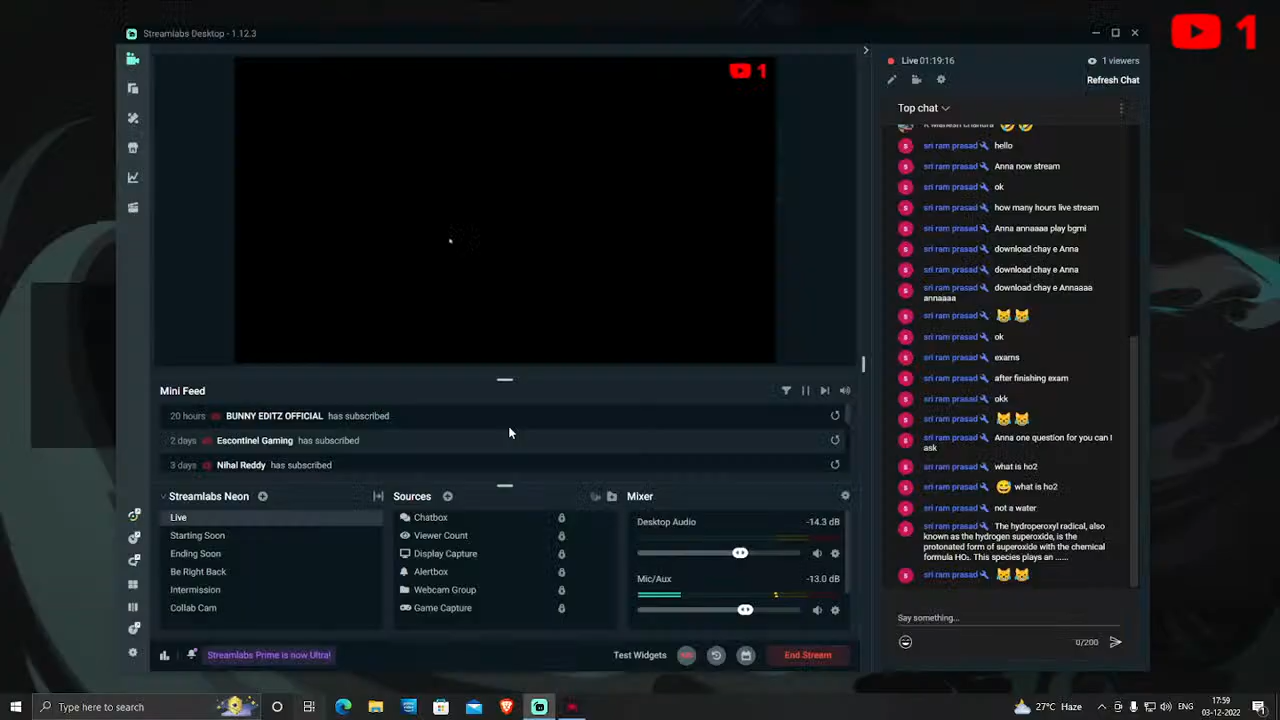 Streamlabs Desktop - 1.12.3
1
1
Live 01:19:16
1 viewers
Refresh Chat
Top chat
sri ram prasad hello
sri ram prasad Anna now stream
sri ram prasad ok
sri ram prasad how many hours live stream
sri ram prasad Anna annaaaa play bgmi
sri ram prasad download chay e Anna
sri ram prasad download chay e Anna
sri ram prasad download chay e Annaaaa
annaaaa
sri ram prasad 😹 😹
sri ram prasad ok
sri ram prasad exams
sri ram prasad after finishing exam
sri ram prasad okk
sri ram prasad 😹 😹
sri ram prasad Anna one question for you can I
ask
sri ram prasad what is ho2
sri ram prasad 😅 what is ho2
sri ram prasad not a water
sri ram prasad The hydroperoxyl radical, also
known as the hydrogen superoxide, is the
protonated form of superoxide with the chemical
formula HO₂. This species plays an ......
sri ram prasad 😹 😹
Say something...
0/200
Mini Feed
20 hours BUNNY EDITZ OFFICIAL has subscribed
2 days Escontinel Gaming has subscribed
3 days Nihal Reddy has subscribed
Streamlabs Neon
Live
Starting Soon
Ending Soon
Be Right Back
Intermission
Collab Cam
Sources
Chatbox
Viewer Count
Display Capture
Alertbox
Webcam Group
Game Capture
Mixer
Desktop Audio -14.3 dB
Mic/Aux -13.0 dB
Streamlabs Prime is now Ultra!
Test Widgets
End Stream
Type here to search
27°C Haze
ENG
17:59
03-12-2022